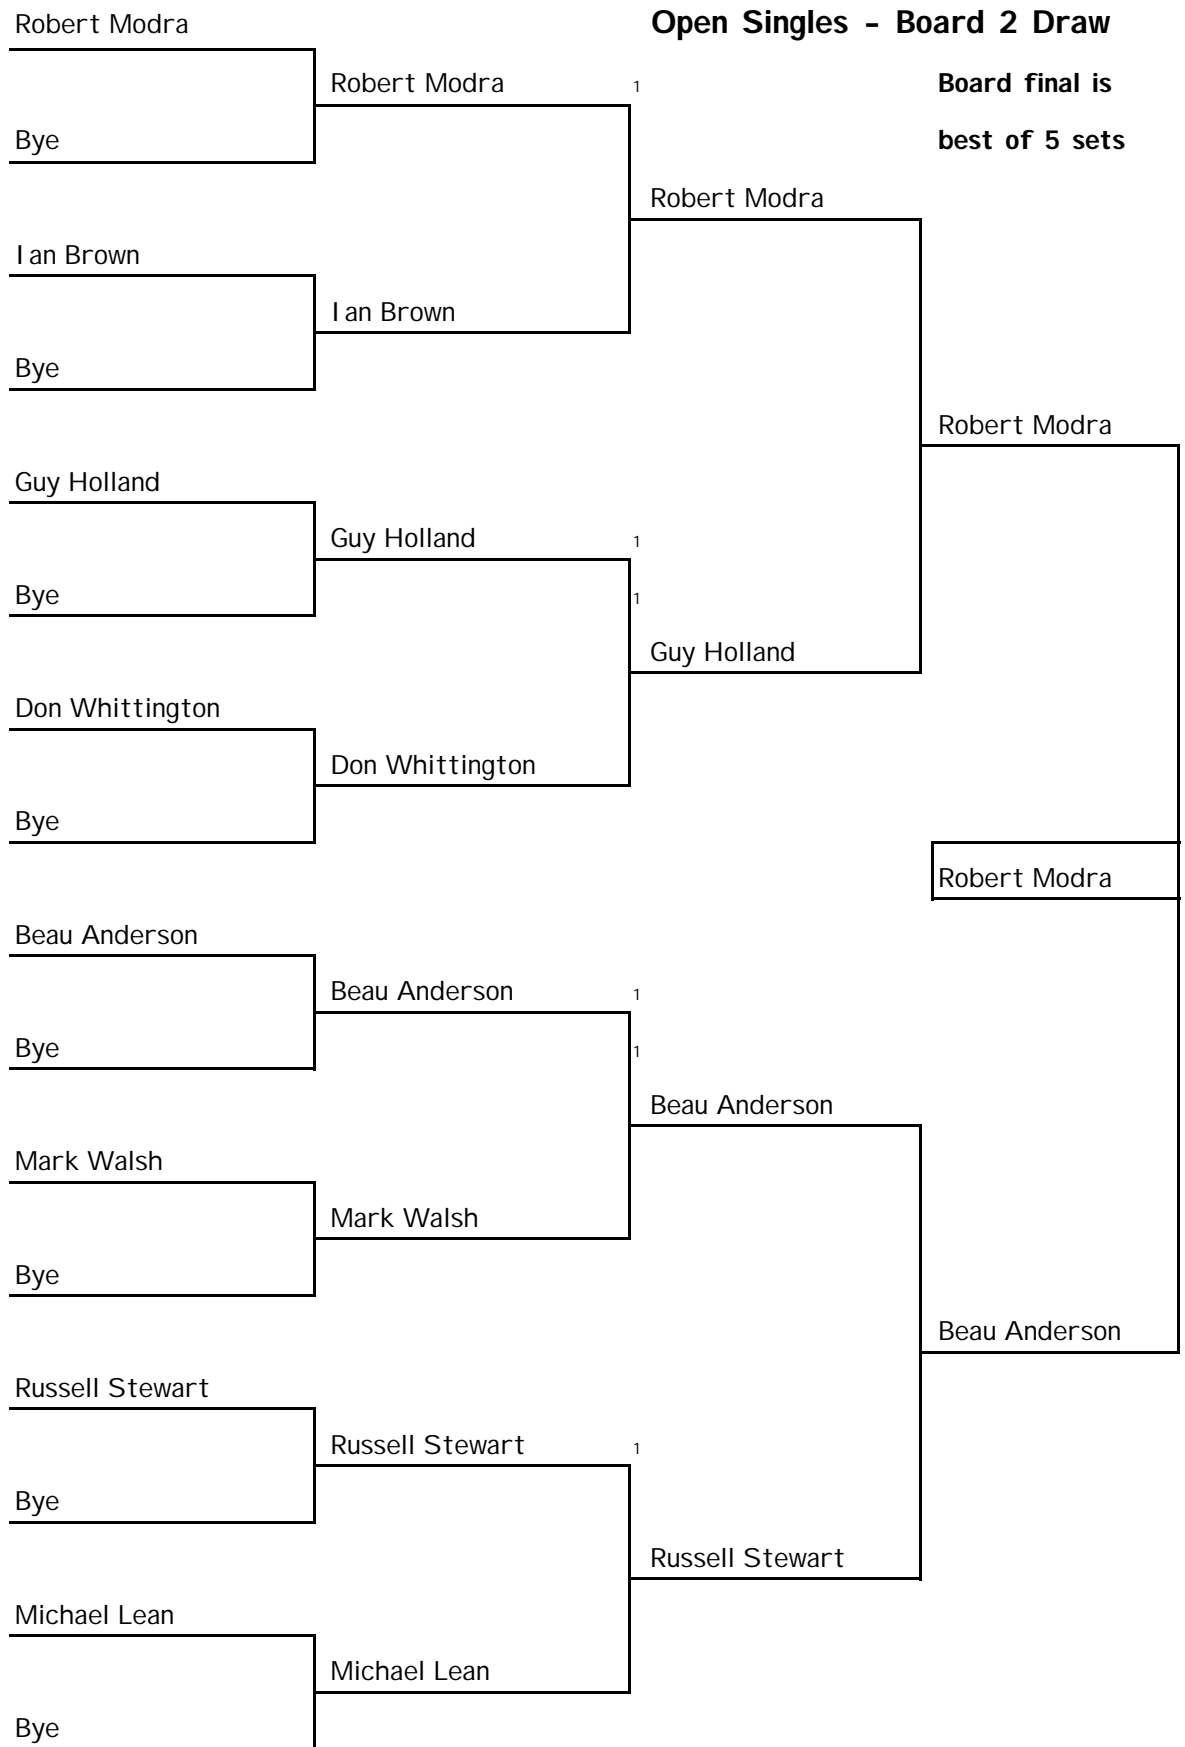 Robert Modra
Open Singles – Board 2 Draw
Robert Modra
1
Board final is
Bye
best of 5 sets
Robert Modra
Ian Brown
Ian Brown
Bye
Robert Modra
Guy Holland
Guy Holland
1
Bye
1
Guy Holland
Don Whittington
Don Whittington
Bye
Robert Modra
Beau Anderson
Beau Anderson
1
Bye
1
Beau Anderson
Mark Walsh
Mark Walsh
Bye
Beau Anderson
Russell Stewart
Russell Stewart
1
Bye
Russell Stewart
Michael Lean
Michael Lean
Bye